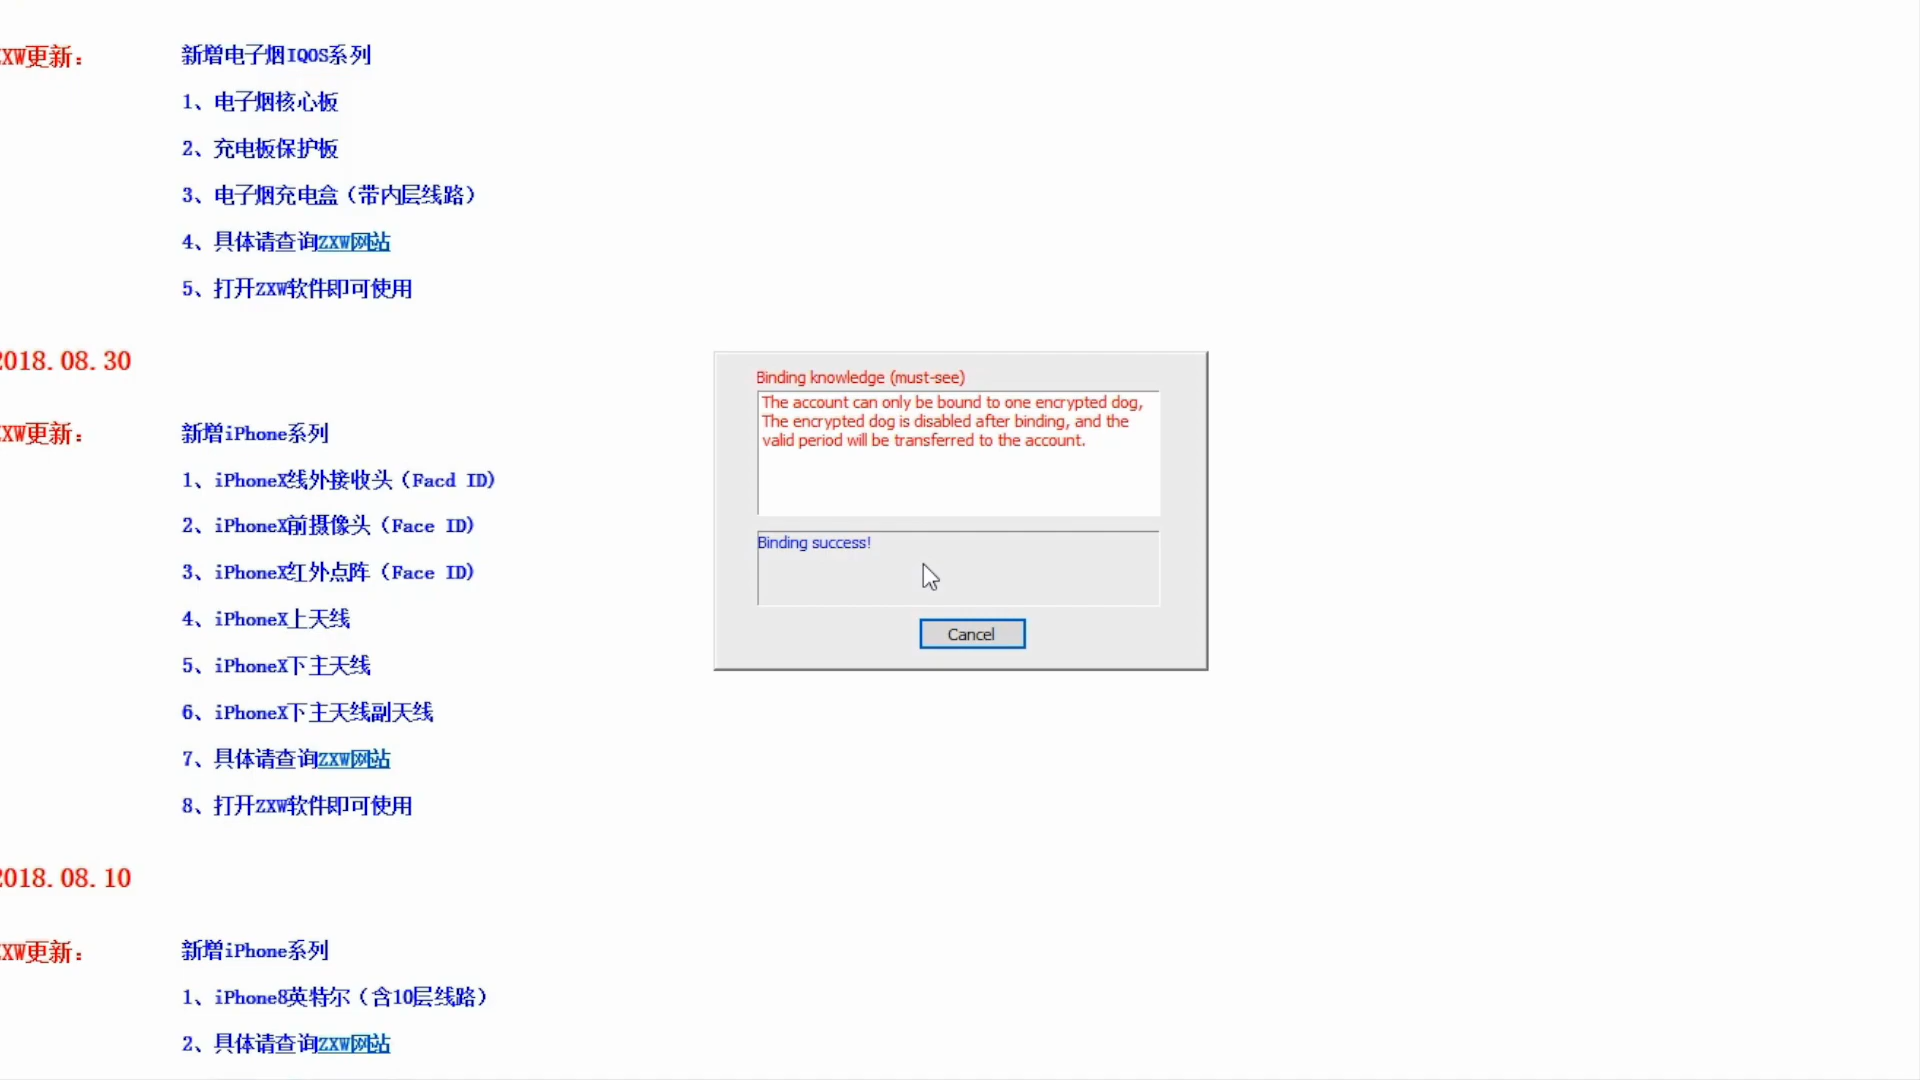 ZXW更新：
新增电子烟IQOS系列
1、电子烟核心板
2、充电板保护板
3、电子烟充电盒（带内层线路）
4、具体请查询ZXW网站
5、打开ZXW软件即可使用
2018.08.30
ZXW更新：
新增iPhone系列
1、iPhoneX线外接收头（Facd ID)
2、iPhoneX前摄像头（Face ID)
3、iPhoneX红外点阵（Face ID)
4、iPhoneX上天线
5、iPhoneX下主天线
6、iPhoneX下主天线副天线
7、具体请查询ZXW网站
8、打开ZXW软件即可使用
2018.08.10
ZXW更新：
新增iPhone系列
1、iPhone8英特尔（含10层线路）
2、具体请查询ZXW网站
Binding knowledge (must-see)
The account can only be bound to one encrypted dog,
The encrypted dog is disabled after binding, and the
valid period will be transferred to the account.
Binding success!
Cancel